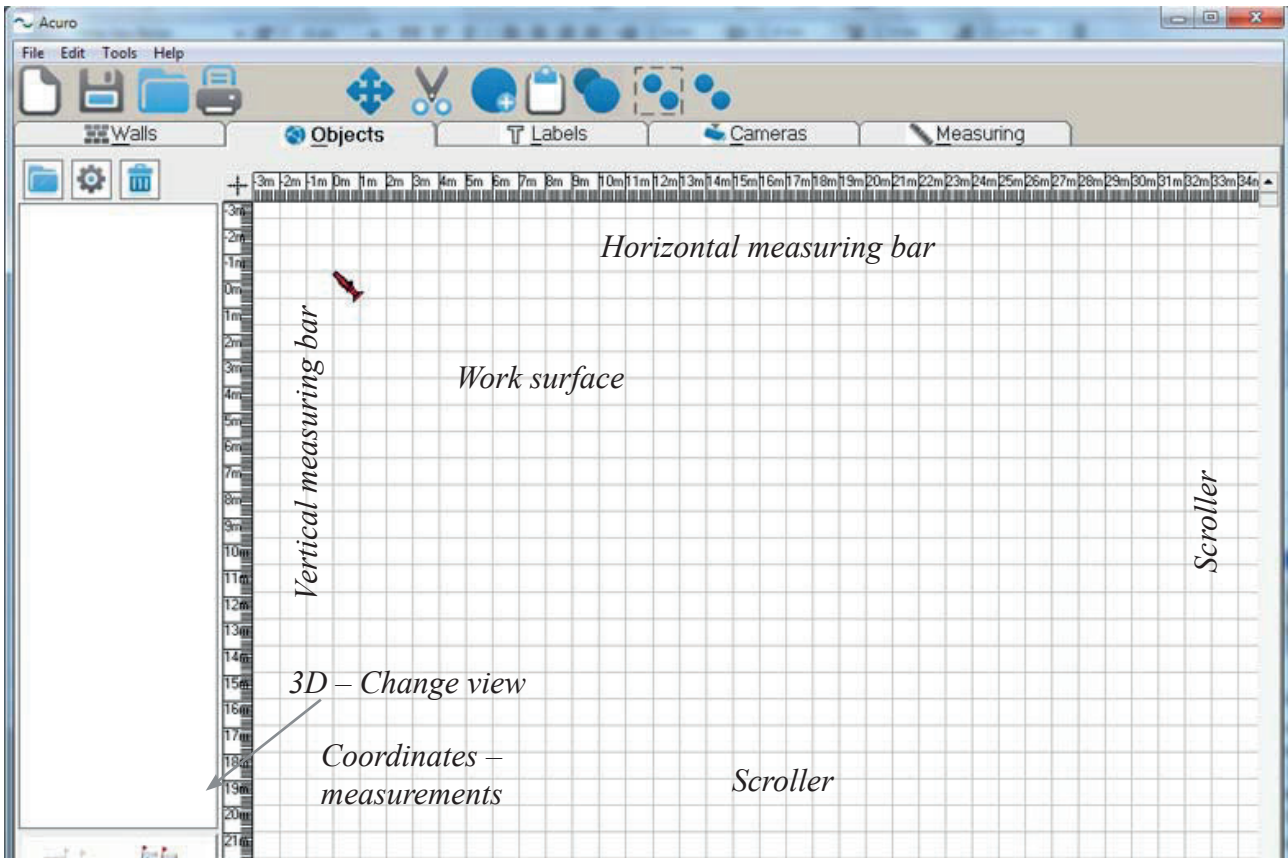 Acuro
File Edit Tools Help
Walls Objects Labels Cameras Measuring
-3m -2m -1m 0m 1m 2m 3m 4m 5m 6m 7m 8m 9m 10m 11m 12m 13m 14m 15m 16m 17m 18m 19m 20m 21m 22m 23m 24m 25m 26m 27m 28m 29m 30m 31m 32m 33m 34m
-3m
-2m
-1m
0m
1m
2m
3m
4m
5m
6m
7m
8m
9m
10m
11m
12m
13m
14m
15m
16m
17m
18m
19m
20m
21m
Horizontal measuring bar
Vertical measuring bar
Work surface
Scroller
3D – Change view
Coordinates –
measurements
Scroller